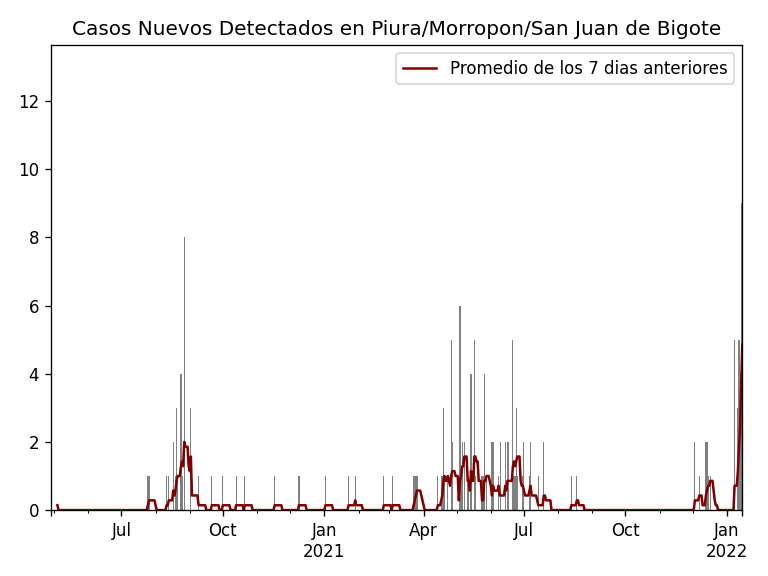 Casos Nuevos Detectados en Piura/Morropon/San Juan de Bigote
Promedio de los 7 dias anteriores
12
10
8
6
4
2
0
Jul Oct Jan Apr Jul Oct Jan
2021 2022